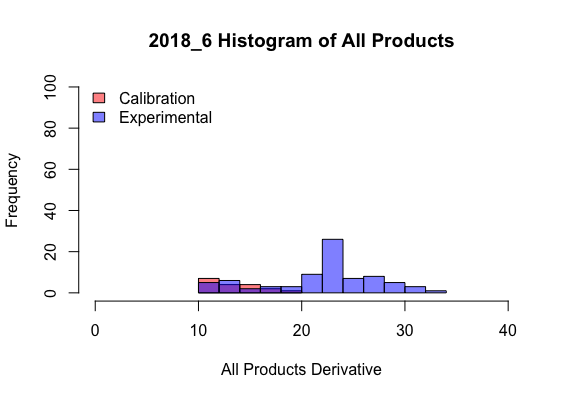 2018_6 Histogram of All Products
Calibration
Experimental
Frequency
0 20 40 60 80 100
0 10 20 30 40
All Products Derivative